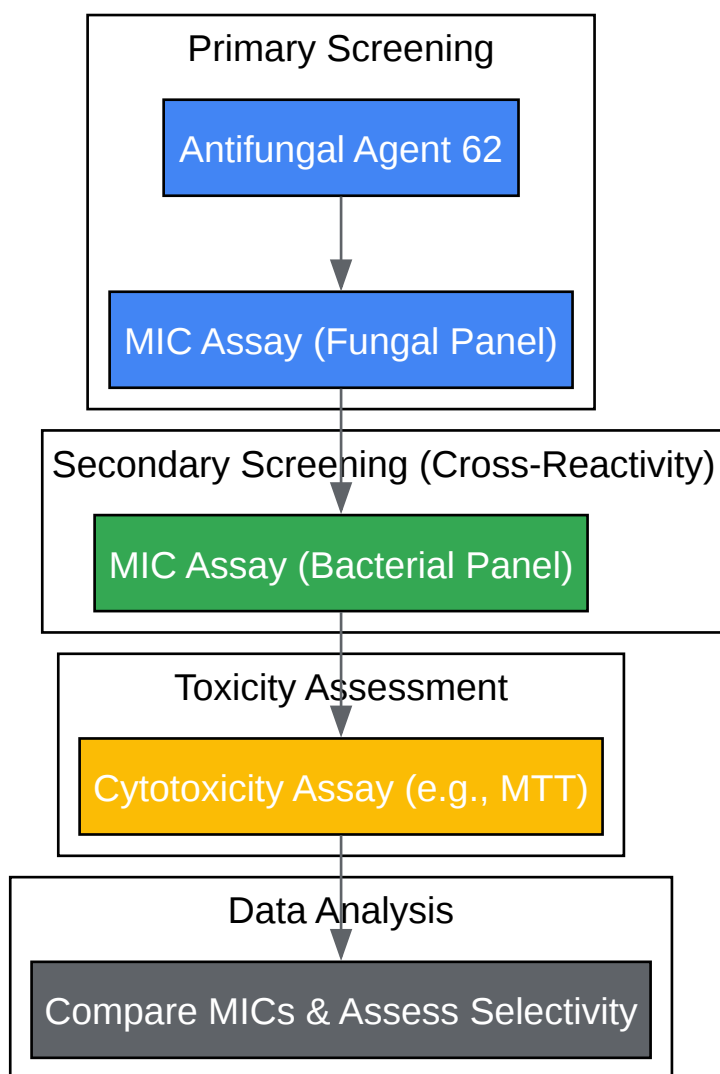 Primary Screening
Antifungal Agent 62
MIC Assay (Fungal Panel)
Secondary Screening (Cross-Reactivity)
MIC Assay (Bacterial Panel)
Toxicity Assessment
Cytotoxicity Assay (e.g., MTT)
Data Analysis
Compare MICs & Assess Selectivity